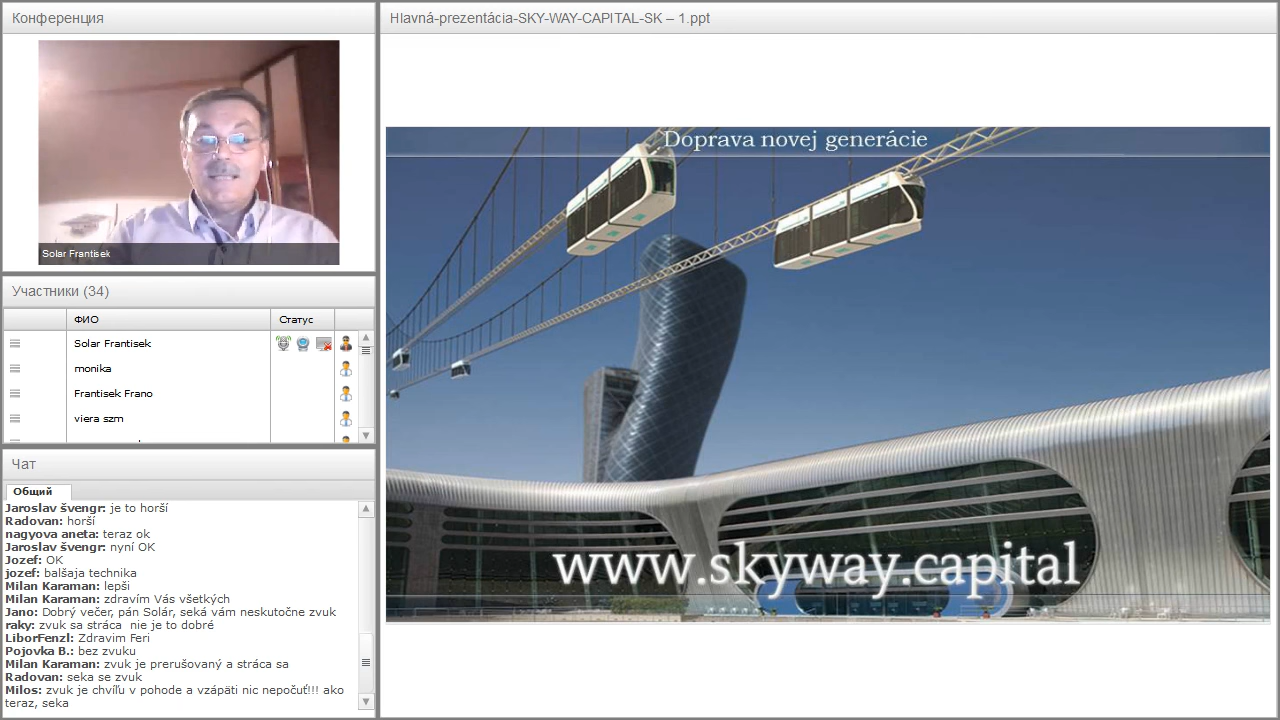 Конференция
Solar Frantisek
Участники (34)
ФИО
Статус
Solar Frantisek
monika
Frantisek Frano
viera szm
Чат
Общий
Jaroslav švengr: je to horší
Radovan: horší
nagyova aneta: teraz ok
Jaroslav švengr: nyní OK
Jozef: OK
jozef: balšaja technika
Milan Karaman: lepši
Milan Karaman: zdravím Vás všetkých
Jano: Dobrý večer, pán Solár, seká vám neskutočne zvuk
raky: zvuk sa stráca  nie je to dobré
LiborFenzl: Zdravim Feri
Pojovka B.: bez zvuku
Milan Karaman: zvuk je prerušovaný a stráca sa
Radovan: seka se zvuk
Milos: zvuk je chvíľu v pohode a vzápäti nic nepočuť!!! ako
teraz, seka
Hlavná-prezentácia-SKY-WAY-CAPITAL-SK – 1.ppt
Doprava novej generácie
www.skyway.capital